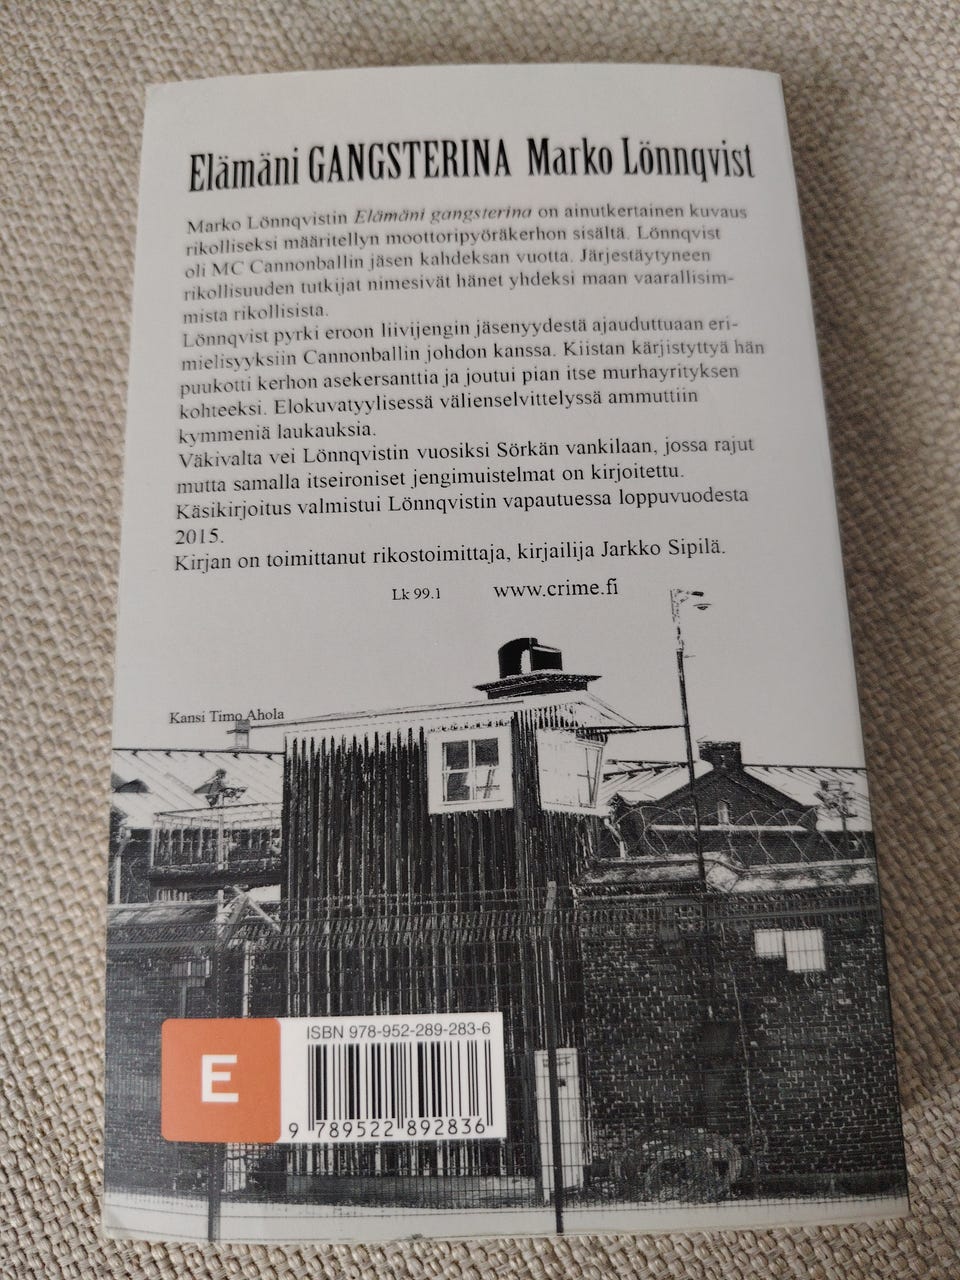 Elämäni GANGSTERINA Marko Lönnqvist
Marko Lönnqvistin Elämäni gangsterina on ainutkertainen kuvaus
rikolliseksi määritellyn moottoripyöräkerhon sisältä. Lönnqvist
oli MC Cannonballin jäsen kahdeksan vuotta. Järjestäytyneen
rikollisuuden tutkijat nimesivät hänet yhdeksi maan vaarallisim-
mista rikollisista.
Lönnqvist pyrki eroon liivijengin jäsenyydestä ajauduttuaan eri-
mielisyyksiin Cannonballin johdon kanssa. Kiistan kärjistyttyä hän
puukotti kerhon asekersanttia ja joutui pian itse murhayrityksen
kohteeksi. Elokuvatyylisessä välienselvittelyssä ammuttiin
kymmeniä laukauksia.
Väkivalta vei Lönnqvistin vuosiksi Sörkän vankilaan, jossa rajut
mutta samalla itseironiset jengimuistelmat on kirjoitettu.
Käsikirjoitus valmistui Lönnqvistin vapautuessa loppuvuodesta
2015.
Kirjan on toimittanut rikostoimittaja, kirjailija Jarkko Sipilä.
Lk 99.1 www.crime.fi
Kansi Timo Ahola
E
ISBN 978-952-289-283-6
9 789522 892836